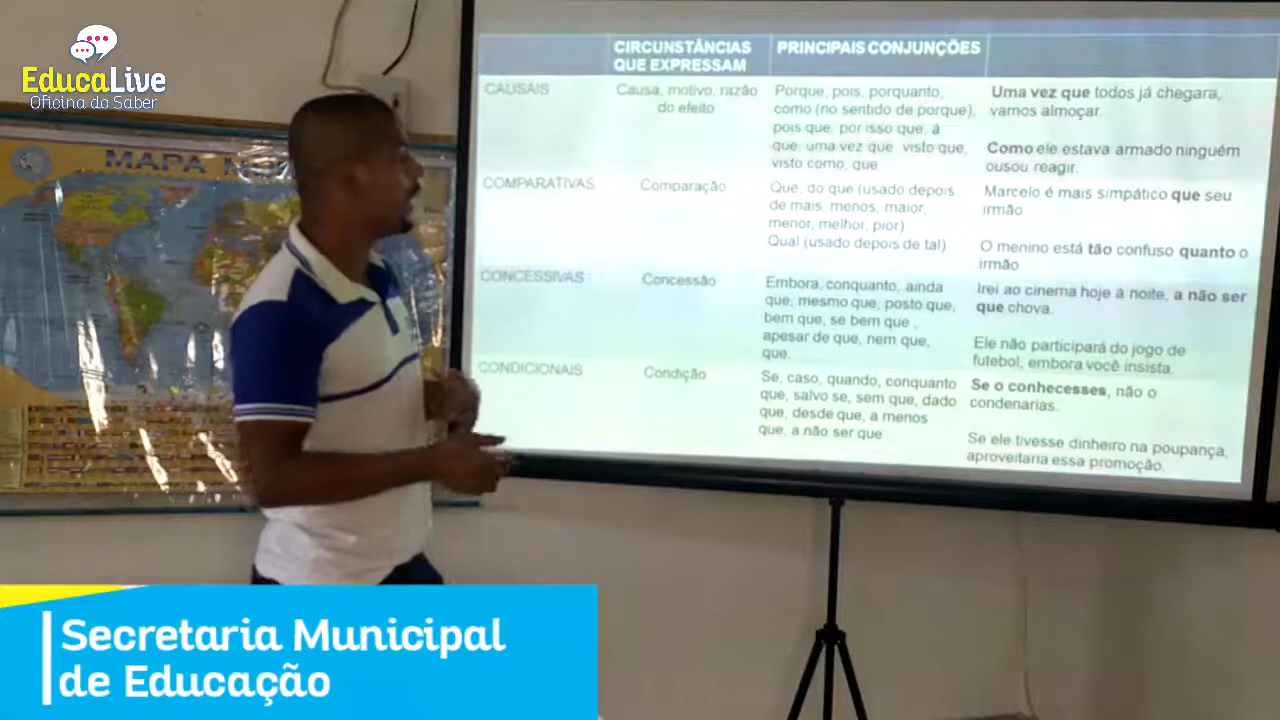 EducaLive
Oficina do Saber
MAPA
CIRCUNSTÂNCIAS
QUE EXPRESSAM
PRINCIPAIS CONJUNÇÕES
CAUSAIS
Causa, motivo, razão
do efeito
Porque, pois, porquanto,
como (no sentido de porque),
pois que, por isso que, á
que, uma vez que visto que,
visto como, que
Uma vez que todos já chegara,
vamos almoçar.
Como ele estava armado ninguém
ousou reagir.
COMPARATIVAS
Comparação
Que, do que (usado depois
de mais, menos, maior,
menor, melhor, pior)
Qual (usado depois de tal)
Marcelo é mais simpático que seu
irmão
O menino está tão confuso quanto o
irmão
CONCESSIVAS
Concessão
Embora, conquanto, ainda
que, mesmo que, posto que,
bem que, se bem que ,
apesar de que, nem que,
que.
Irei ao cinema hoje à noite, a não ser
que chova.
Ele não participará do jogo de
futebol, embora você insista.
CONDICIONAIS
Condição
Se, caso, quando, conquanto
que, salvo se, sem que, dado
que, desde que, a menos
que, a não ser que
Se o conhecesses, não o
condenarias.
Se ele tivesse dinheiro na poupança,
aproveitaria essa promoção.
Secretaria Municipal
de Educação